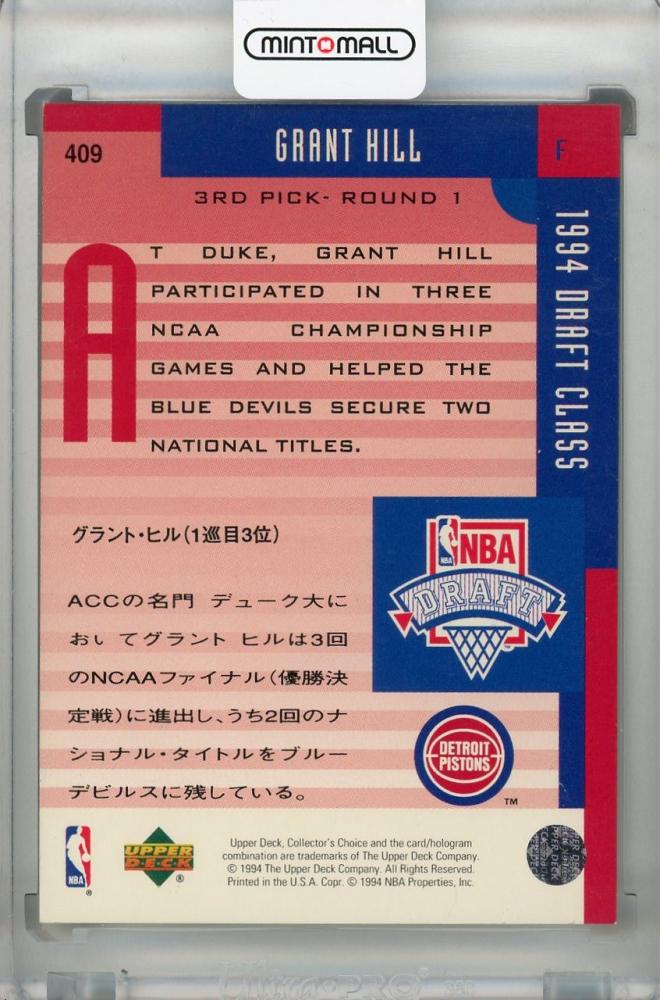 MINTMALL
409
GRANT HILL
F
3RD PICK- ROUND 1
1994 DRAFT CLASS
AT DUKE, GRANT HILL
PARTICIPATED IN THREE
NCAA CHAMPIONSHIP
GAMES AND HELPED THE
BLUE DEVILS SECURE TWO
NATIONAL TITLES.
グラント・ヒル(1巡目3位)
ACCの名門 デューク大に
おいてグラント ヒルは3回
のNCAAファイナル(優勝決
定戦)に進出し、うち2回のナ
ショナル・タイトルをブルー
デビルスに残している。
NBA
NBA
DRAFT
DETROIT
PISTONS
TM
NBA
®
UPPER
DECK
®
Upper Deck, Collector's Choice and the card/hologram
combination are trademarks of The Upper Deck Company.
© 1994 The Upper Deck Company. All Rights Reserved.
Printed in the U.S.A. Copr. © 1994 NBA Properties, Inc.
UPPER DECK
Ultra·PRO